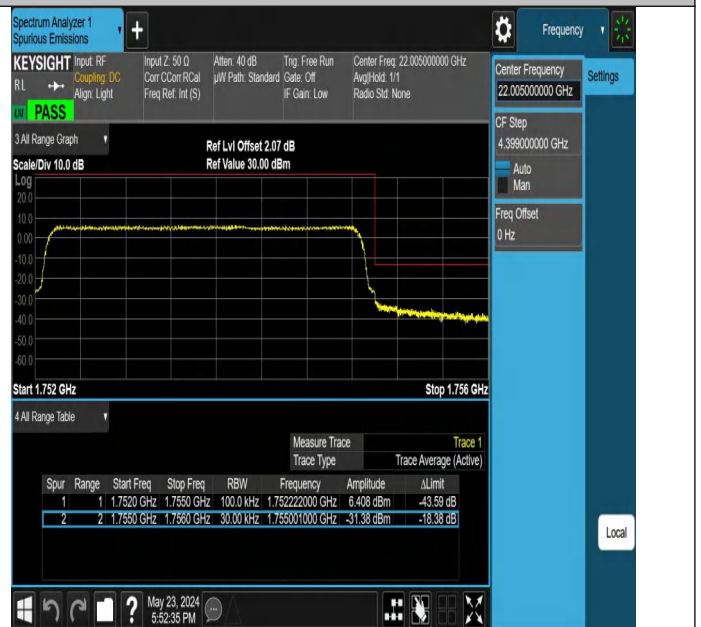 Spectrum Analyzer 1
Spurious Emissions
+
Frequency
KEYSIGHT
RL
Input: RF
Coupling: DC
Align: Light
Input Z: 50 Ω
Corr CCorr RCal
Freq Ref: Int (S)
Atten: 40 dB
µW Path: Standard
Trig: Free Run
Gate: Off
IF Gain: Low
Center Freq: 22.005000000 GHz
Avg|Hold: 1/1
Radio Std: None
PASS
Center Frequency
22.005000000 GHz
Settings
CF Step
4.399000000 GHz
Auto
Man
Freq Offset
0 Hz
3 All Range Graph
Scale/Div 10.0 dB
Ref Lvl Offset 2.07 dB
Ref Value 30.00 dBm
Log
20.0
10.0
0.00
-10.0
-20.0
-30.0
-40.0
-50.0
-60.0
Start 1.752 GHz Stop 1.756 GHz
4 All Range Table
Measure Trace Trace 1
Trace Type Trace Average (Active)
Spur Range Start Freq Stop Freq RBW Frequency Amplitude ΔLimit
1 1 1.7520 GHz 1.7550 GHz 100.0 kHz 1.752222000 GHz 6.408 dBm -43.59 dB
2 2 1.7550 GHz 1.7560 GHz 30.00 kHz 1.755001000 GHz -31.38 dBm -18.38 dB
Local
?
May 23, 2024
5:52:35 PM